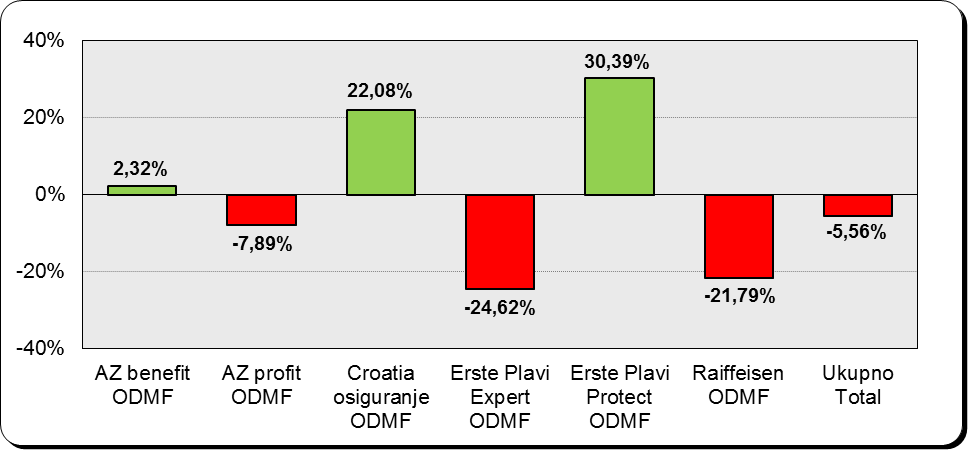 40%
20%
0%
-20%
-40%
2,32%
-7,89%
22,08%
-24,62%
30,39%
-21,79%
-5,56%
AZ benefit
ODMF
AZ profit
ODMF
Croatia
osiguranje
ODMF
Erste Plavi
Expert
ODMF
Erste Plavi
Protect
ODMF
Raiffeisen
ODMF
Ukupno
Total